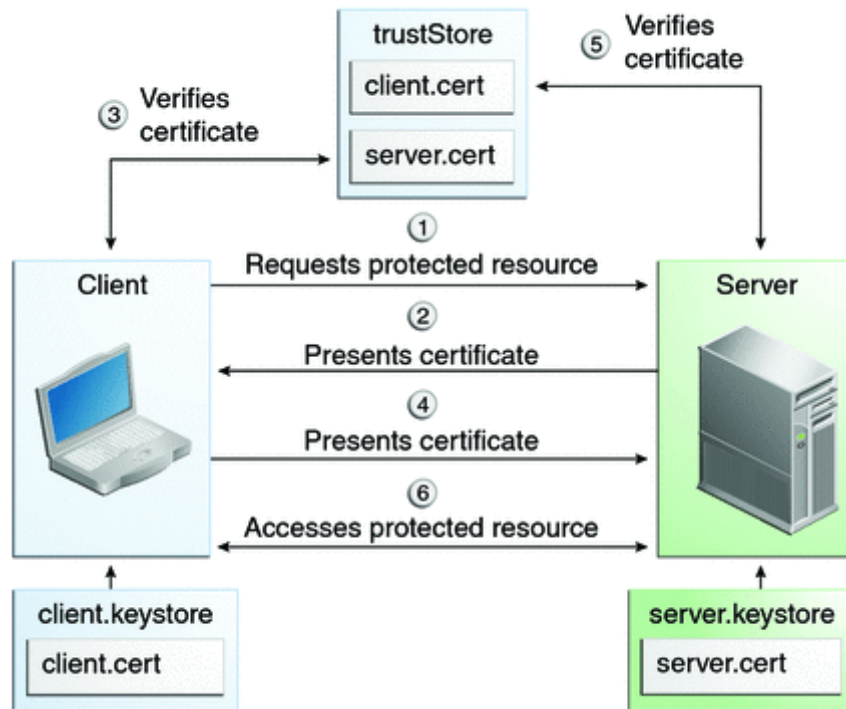 trustStore
client.cert
server.cert
5 Verifies
certificate
3 Verifies
certificate
1
Requests protected resource
2
Presents certificate
4
Presents certificate
6
Accesses protected resource
Client
Server
client.keystore
client.cert
server.keystore
server.cert